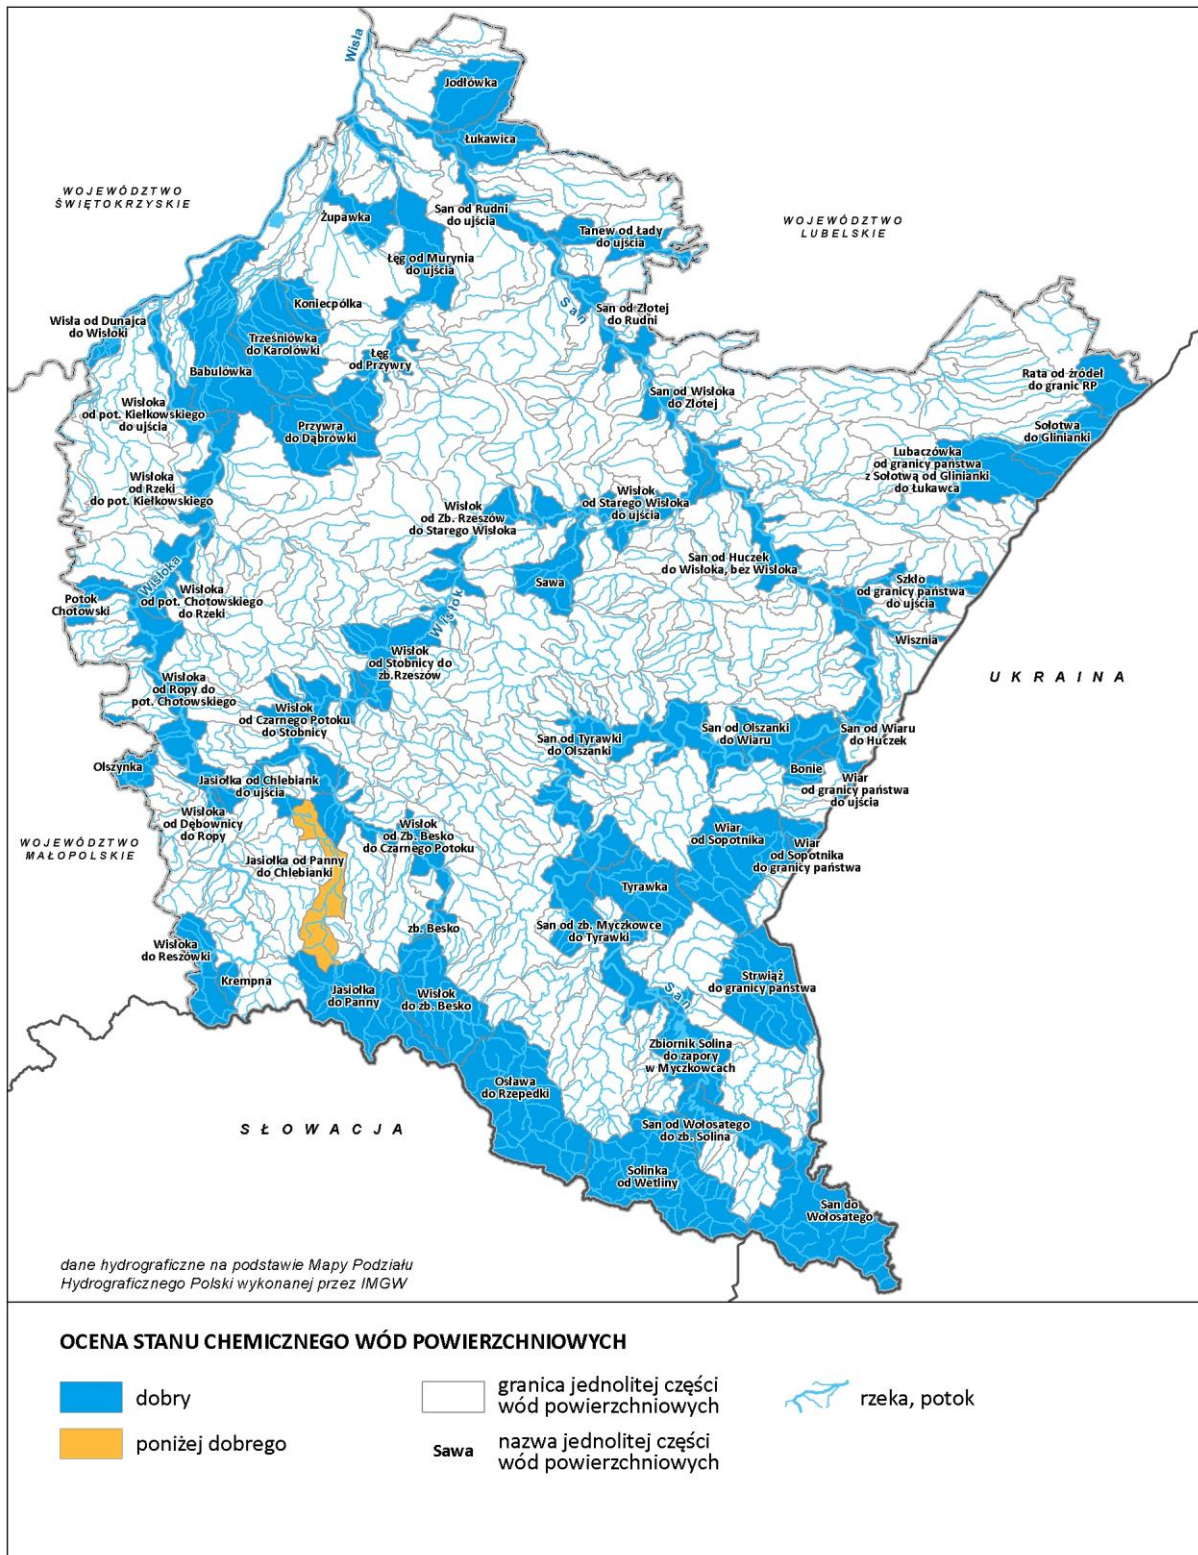 Wisła
Jodłówka
Łukawica
WOJEWÓDZTWO
ŚWIĘTOKRZYSKIE
Żupawka
San od Rudni
do ujścia
WOJEWÓDZTWO
LUBELSKIE
Tanew od Łady
do ujścia
Łęg od Murynia
do ujścia
Koniecpólka
San
San od Złotej
do Rudni
Wisła od Dunajca
do Wisłoki
Trześniówka
do Karolówki
Łęg
od Przywry
Babulówka
Rata od źródeł
do granic RP
San od Wisłoka
do Złotej
Wisłoka
od pot. Kiełkowskiego
do ujścia
Przywra
do Dąbrówki
Sołotwa
do Glinianki
Lubaczówka
od granicy państwa
z Sołotwą od Glinianki
do Łukawca
Wisłoka
od Rzeki
do pot. Kiełkowskiego
Wisłok
od Zb. Rzeszów
do Starego Wisłoka
Wisłok
od Starego Wisłoka
do ujścia
San od Huczek
do Wisłoka, bez Wisłoka
Sawa
Szkło
od granicy państwa
do ujścia
Wisłoka
Potok
Chotowski
Wisłoka
od pot. Chotowskiego
do Rzeki
Wisłok
Wisznia
Wisłok
od Stobnicy do
zb.Rzeszów
UKRAINA
Wisłoka
od Ropy do
pot. Chotowskiego
Wisłok
od Czarnego Potoku
do Stobnicy
San od Tyrawki
do Olszanki
San od Olszanki
do Wiaru
San od Wiaru
do Huczek
Olszynka
Jasiołka od Chlebiank
do ujścia
Bonie
Wiar
od granicy państwa
do ujścia
Wisłoka
od Dębownicy
do Ropy
Wisłok
od Zb. Besko
do Czarnego Potoku
Wiar
od Sopotnika
Wiar
od Sopotnika
do granicy państwa
WOJEWÓDZTWO
MAŁOPOLSKIE
Jasiołka od Panny
do Chlebianki
Tyrawka
zb. Besko
San od zb. Myczkowce
do Tyrawki
Wisłoka
do Reszówki
Krempna
Jasiołka
do Panny
Wisłok
do zb. Besko
San
Strwiąż
do granicy państwa
Zbiornik Solina
do zapory
w Myczkowcach
Osława
do Rzepedki
SŁOWACJA
San od Wołosatego
do zb. Solina
Solinka
od Wetliny
San do
Wołosatego
dane hydrograficzne na podstawie Mapy Podziału
Hydrograficznego Polski wykonanej przez IMGW
OCENA STANU CHEMICZNEGO WÓD POWIERZCHNIOWYCH
dobry
poniżej dobrego
granica jednolitej części
wód powierzchniowych
Sawa
nazwa jednolitej części
wód powierzchniowych
rzeka, potok